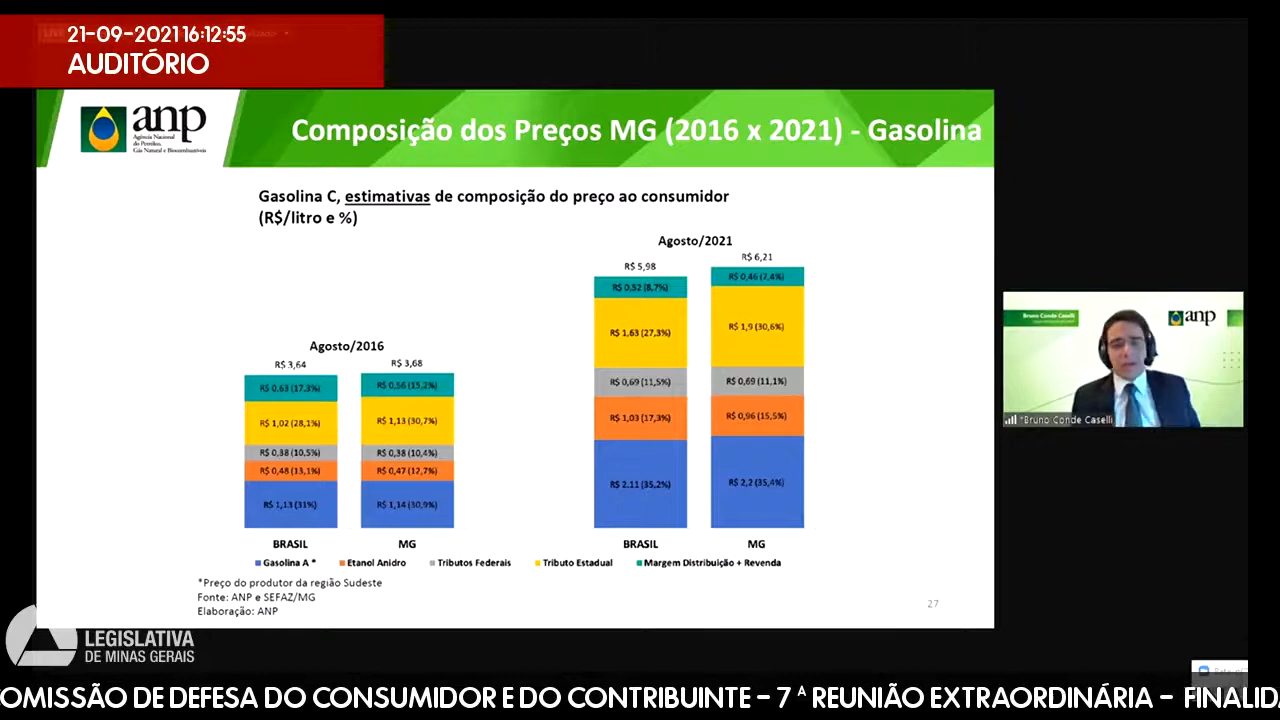 21-09-2021 16:12:55
AUDITÓRIO
anp
Agência Nacional
do Petróleo,
Gás Natural e Biocombustíveis
Composição dos Preços MG (2016 x 2021) - Gasolina
Gasolina C, estimativas de composição do preço ao consumidor
(R$/litro e %)
Agosto/2016
R$ 3,64
R$ 0,63 (17,3%)
R$ 1,02 (28,1%)
R$ 0,38 (10,5%)
R$ 0,48 (13,1%)
R$ 1,13 (31%)
BRASIL
R$ 3,68
R$ 0,56 (15,2%)
R$ 1,13 (30,7%)
R$ 0,38 (10,4%)
R$ 0,47 (12,7%)
R$ 1,14 (30,9%)
MG
Agosto/2021
R$ 5,98
R$ 0,52 (8,7%)
R$ 1,63 (27,3%)
R$ 0,69 (11,5%)
R$ 1,03 (17,3%)
R$ 2,11 (35,2%)
BRASIL
R$ 6,21
R$ 0,46 (7,4%)
R$ 1,9 (30,6%)
R$ 0,69 (11,1%)
R$ 0,96 (15,5%)
R$ 2,2 (35,4%)
MG
Gasolina A * Etanol Anidro Tributos Federais Tributo Estadual Margem Distribuição + Revenda
*Preço do produtor da região Sudeste
Fonte: ANP e SEFAZ/MG
Elaboração: ANP
27
Bruno Conde Caselli
anp
*Bruno Conde Caselli
LEGISLATIVA
DE MINAS GERAIS
OMISSÃO DE DEFESA DO CONSUMIDOR E DO CONTRIBUINTE - 7 ª REUNIÃO EXTRAORDINÁRIA - FINALID